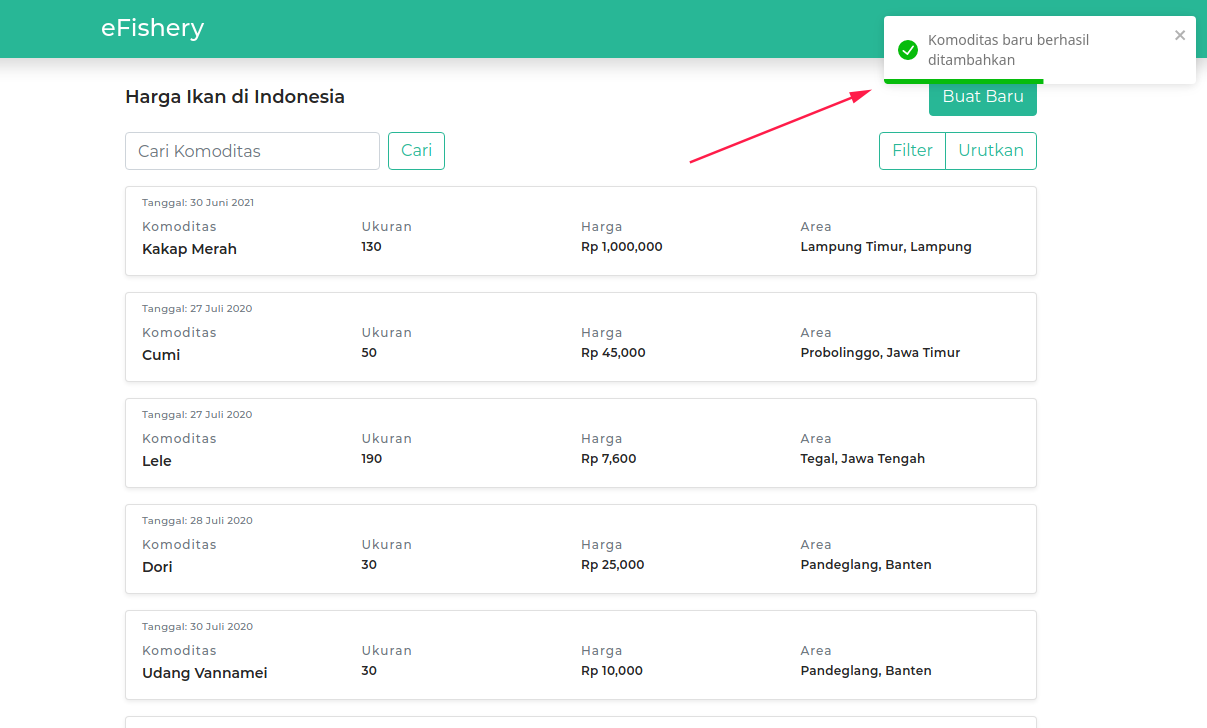 eFishery
Komoditas baru berhasil
ditambahkan
Harga Ikan di Indonesia
Buat Baru
Cari Komoditas
Cari
Filter
Urutkan
Tanggal: 30 Juni 2021
Komoditas Ukuran Harga Area
Kakap Merah 130 Rp 1,000,000 Lampung Timur, Lampung
Tanggal: 27 Juli 2020
Komoditas Ukuran Harga Area
Cumi 50 Rp 45,000 Probolinggo, Jawa Timur
Tanggal: 27 Juli 2020
Komoditas Ukuran Harga Area
Lele 190 Rp 7,600 Tegal, Jawa Tengah
Tanggal: 28 Juli 2020
Komoditas Ukuran Harga Area
Dori 30 Rp 25,000 Pandeglang, Banten
Tanggal: 30 Juli 2020
Komoditas Ukuran Harga Area
Udang Vannamei 30 Rp 10,000 Pandeglang, Banten